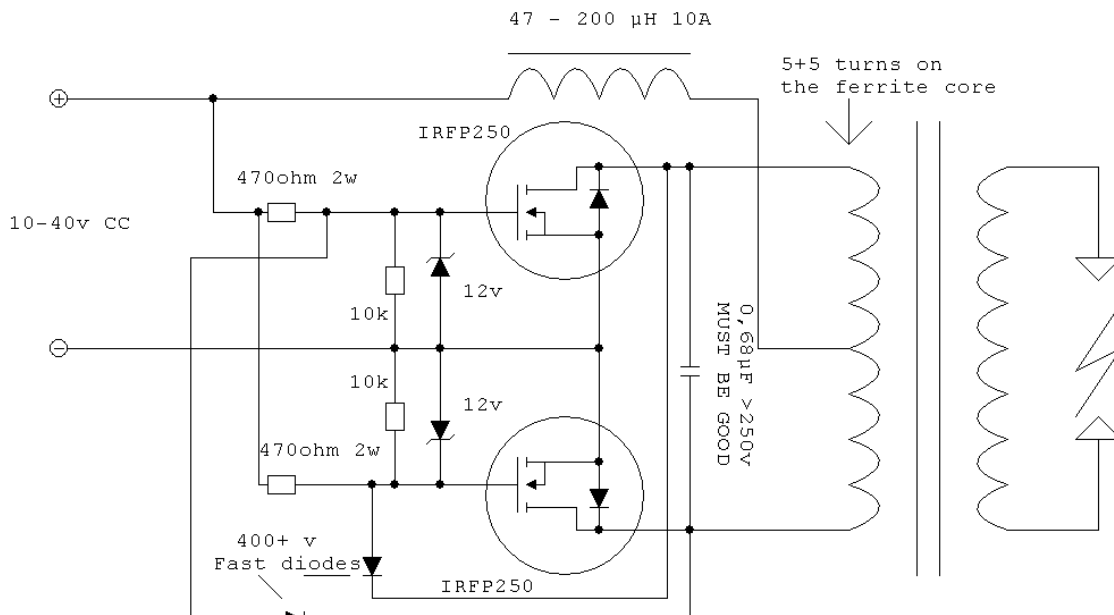 47 - 200 µH 10A
5+5 turns on
the ferrite core
IRFP250
470ohm 2w
10-40v CC
12v
10k
0,68µF >250v
MUST BE GOOD
10k
12v
470ohm 2w
400+ v
Fast diodes
IRFP250